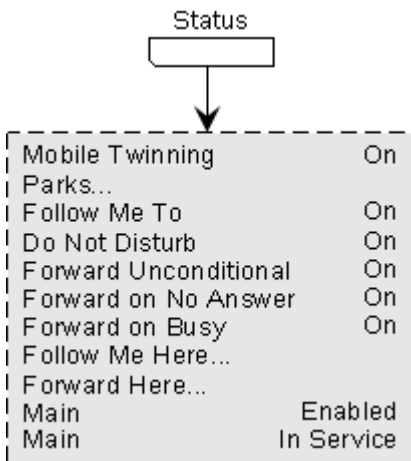 Status
Mobile Twinning On
Parks...
Follow Me To On
Do Not Disturb On
Forward Unconditional On
Forward on No Answer On
Forward on Busy On
Follow Me Here...
Forward Here...
Main Enabled
Main In Service